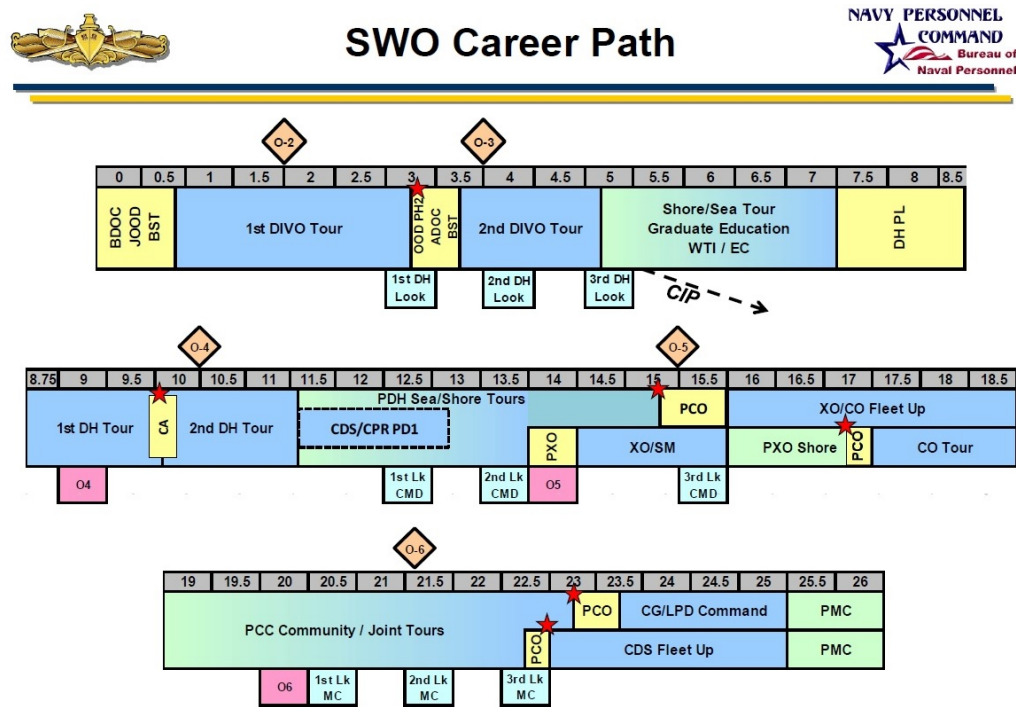 SWO Career Path
NAVY PERSONNEL
COMMAND
Bureau of
Naval Personnel
O-2
O-3
0 0.5 1 1.5 2 2.5 3 3.5 4 4.5 5 5.5 6 6.5 7 7.5 8 8.5
BDOC
JOOD
BST
1st DIVO Tour
OOD PH2
ADOC
BST
2nd DIVO Tour
Shore/Sea Tour
Graduate Education
WTI / EC
DH PL
1st DH
Look
2nd DH
Look
3rd DH
Look
CIP
O-4
O-5
8.75 9 9.5 10 10.5 11 11.5 12 12.5 13 13.5 14 14.5 15 15.5 16 16.5 17 18 18.5
1st DH Tour
CA
2nd DH Tour
PDH Sea/Shore Tours
CDS/CPR PD1
PCO
PXO
XO/SM
XO/CO Fleet Up
PXO Shore
PCO
CO Tour
O4
1st Lk
CMD
2nd Lk
CMD
O5
3rd Lk
CMD
O-6
19 19.5 20 20.5 21 21.5 22 22.5 23 23.5 24 24.5 25 25.5 26
PCC Community / Joint Tours
PCO
CG/LPD Command
PMC
PCO
CDS Fleet Up
PMC
O6
1st Lk
MC
2nd Lk
MC
3rd Lk
MC